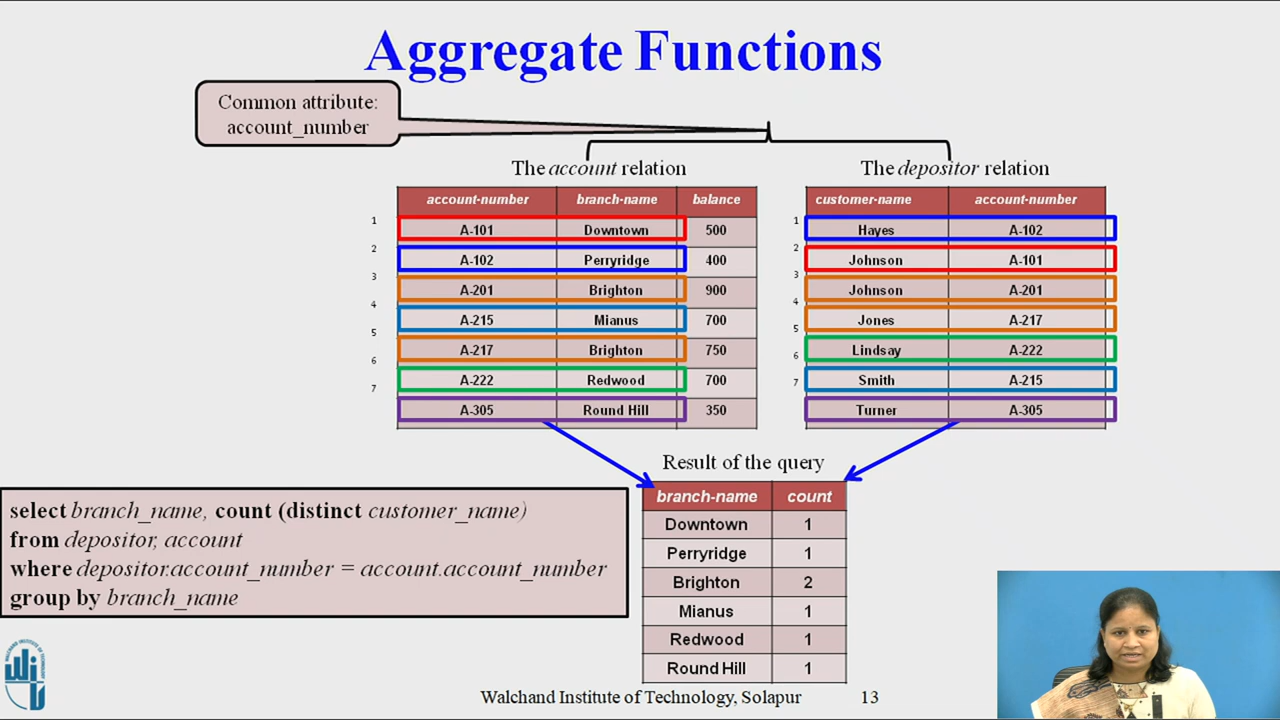 Aggregate Functions
Common attribute:
account_number
The account relation
account-number branch-name balance
1 A-101 Downtown 500
2 A-102 Perryridge 400
3 A-201 Brighton 900
4 A-215 Mianus 700
5 A-217 Brighton 750
6 A-222 Redwood 700
7 A-305 Round Hill 350
The depositor relation
customer-name account-number
1 Hayes A-102
2 Johnson A-101
3 Johnson A-201
4 Jones A-217
5 Lindsay A-222
6 Smith A-215
7 Turner A-305
select branch_name, count (distinct customer_name)
from depositor, account
where depositor.account_number = account.account_number
group by branch_name
Result of the query
branch-name count
Downtown 1
Perryridge 1
Brighton 2
Mianus 1
Redwood 1
Round Hill 1
Walchand Institute of Technology, Solapur 13